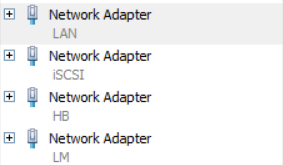 Network Adapter
LAN
Network Adapter
iSCSI
Network Adapter
HB
Network Adapter
LM